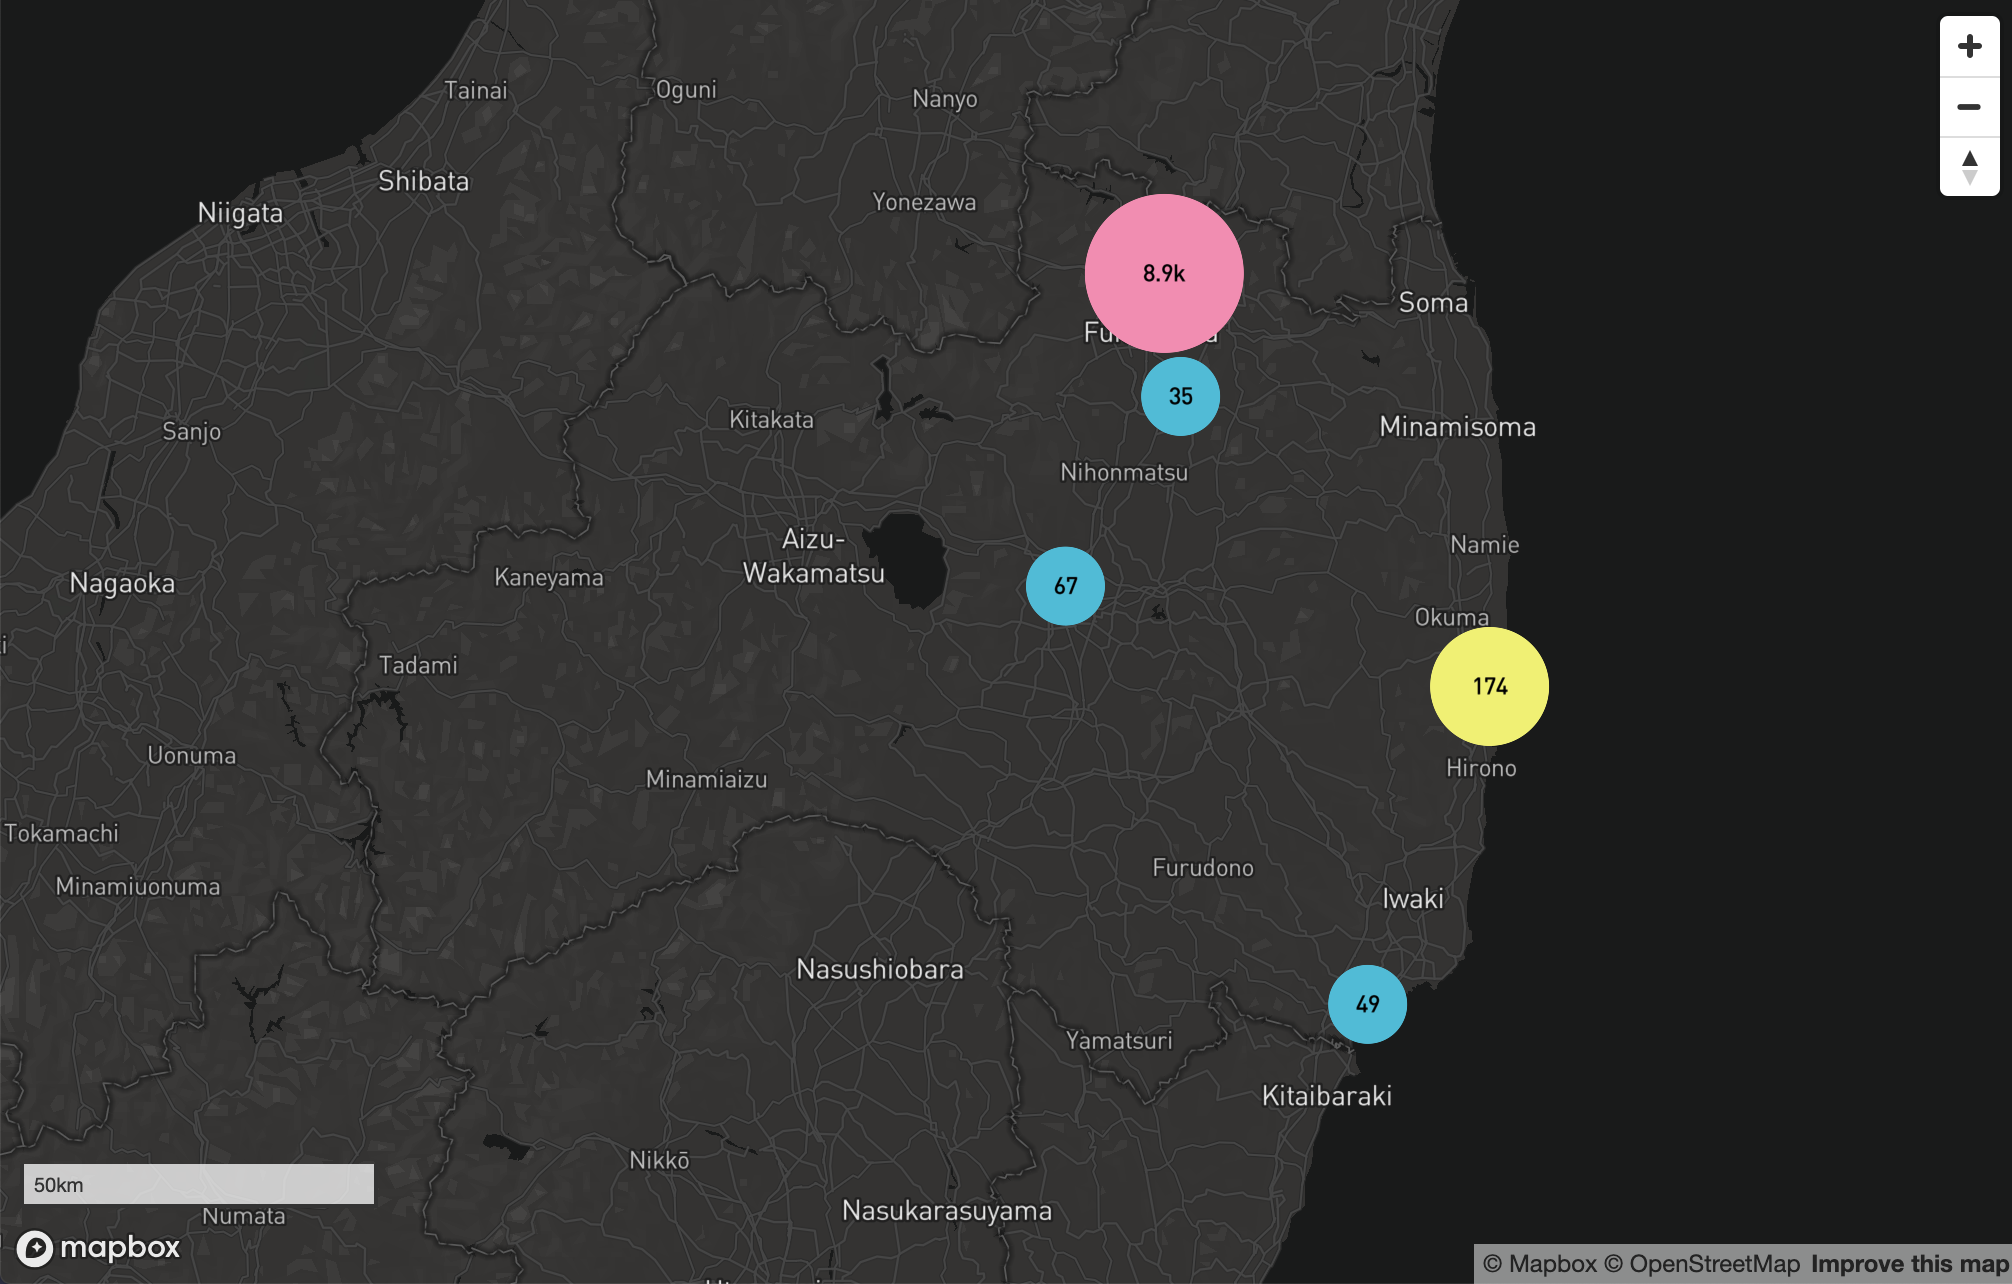 Tainai
Oguni
Nanyo
Shibata
Niigata
Yonezawa
8.9k
Soma
35
Kitakata
Minamisoma
Sanjo
Nihonmatsu
Aizu-
Wakamatsu
Namie
Nagaoka
Kaneyama
67
Okuma
Tadami
174
Uonuma
Minamiaizu
Hirono
Tokamachi
Furudono
Minamiuonuma
Iwaki
Nasushiobara
49
Yamatsuri
Kitaibaraki
Nikkō
50km
Numata
Nasukarasuyama
mapbox
© Mapbox © OpenStreetMap Improve this map